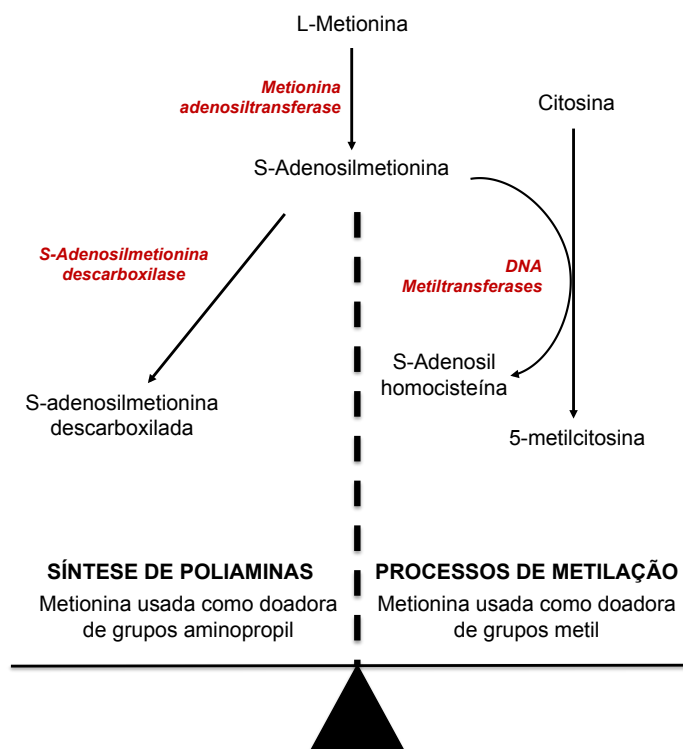 L-Metionina
Metionina
adenosiltransferase
Citosina
S-Adenosilmetionina
S-Adenosilmetionina
descarboxilase
DNA
Metiltransferases
S-Adenosil
homocisteína
S-adenosilmetionina
descarboxilada
5-metilcitosina
SÍNTESE DE POLIAMINAS
Metionina usada como doadora
de grupos aminopropil
PROCESSOS DE METILAÇÃO
Metionina usada como doadora
de grupos metil